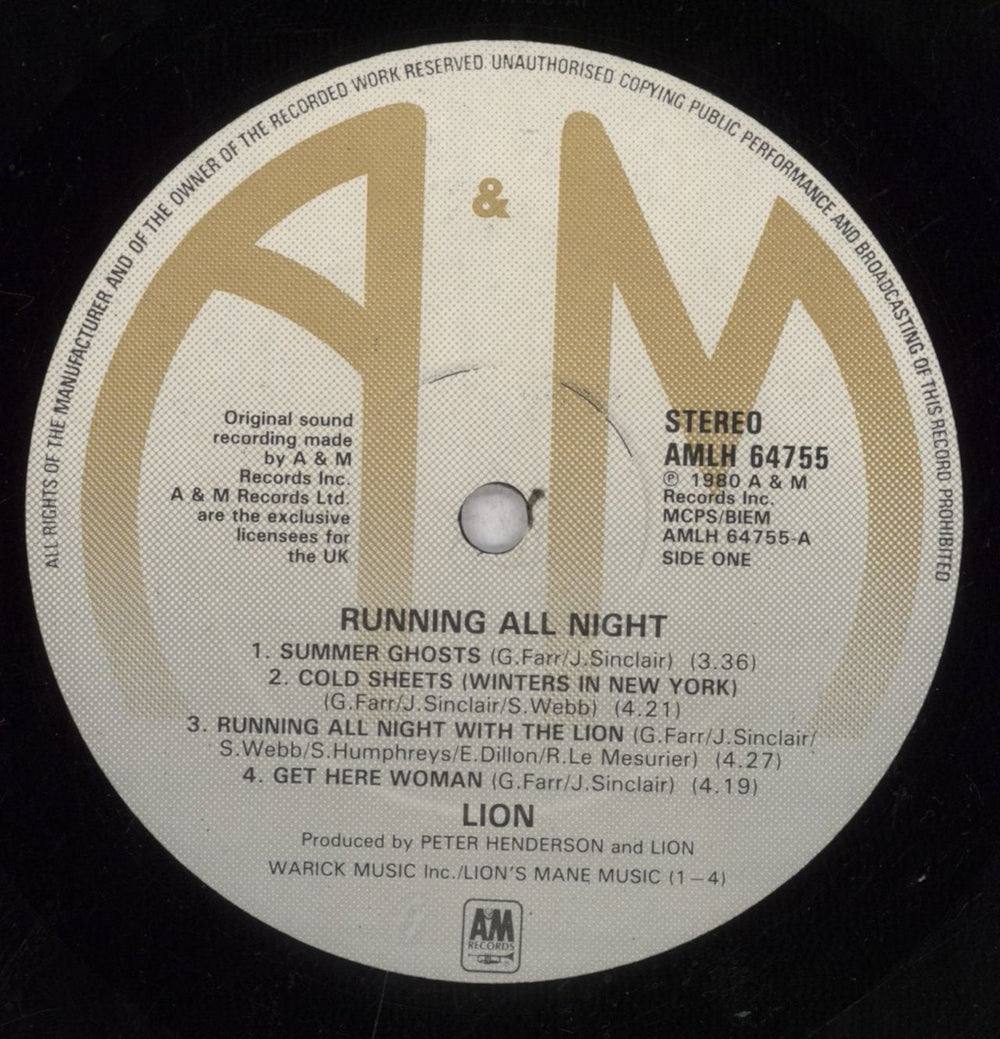 ALL RIGHTS OF THE MANUFACTURER AND OF THE OWNER OF THE RECORDED WORK RESERVED. UNAUTHORISED COPYING PUBLIC PERFORMANCE AND BROADCASTING OF THIS RECORD PROHIBITED
A & M
Original sound
recording made
by A & M
Records Inc.
A & M Records Ltd.
are the exclusive
licensees for
the UK
STEREO
AMLH 64755
℗ 1980 A & M
Records Inc.
MCPS/BIEM
AMLH 64755-A
SIDE ONE
RUNNING ALL NIGHT
1. SUMMER GHOSTS (G.Farr/J.Sinclair) (3.36)
2. COLD SHEETS (WINTERS IN NEW YORK)
(G.Farr/J.Sinclair/S.Webb) (4.21)
3. RUNNING ALL NIGHT WITH THE LION (G.Farr/J.Sinclair/
S.Webb/S.Humphreys/E.Dillon/R.Le Mesurier) (4.27)
4. GET HERE WOMAN (G.Farr/J.Sinclair) (4.19)
LION
Produced by PETER HENDERSON and LION
WARICK MUSIC Inc./LION'S MANE MUSIC (1–4)
AM
RECORDS